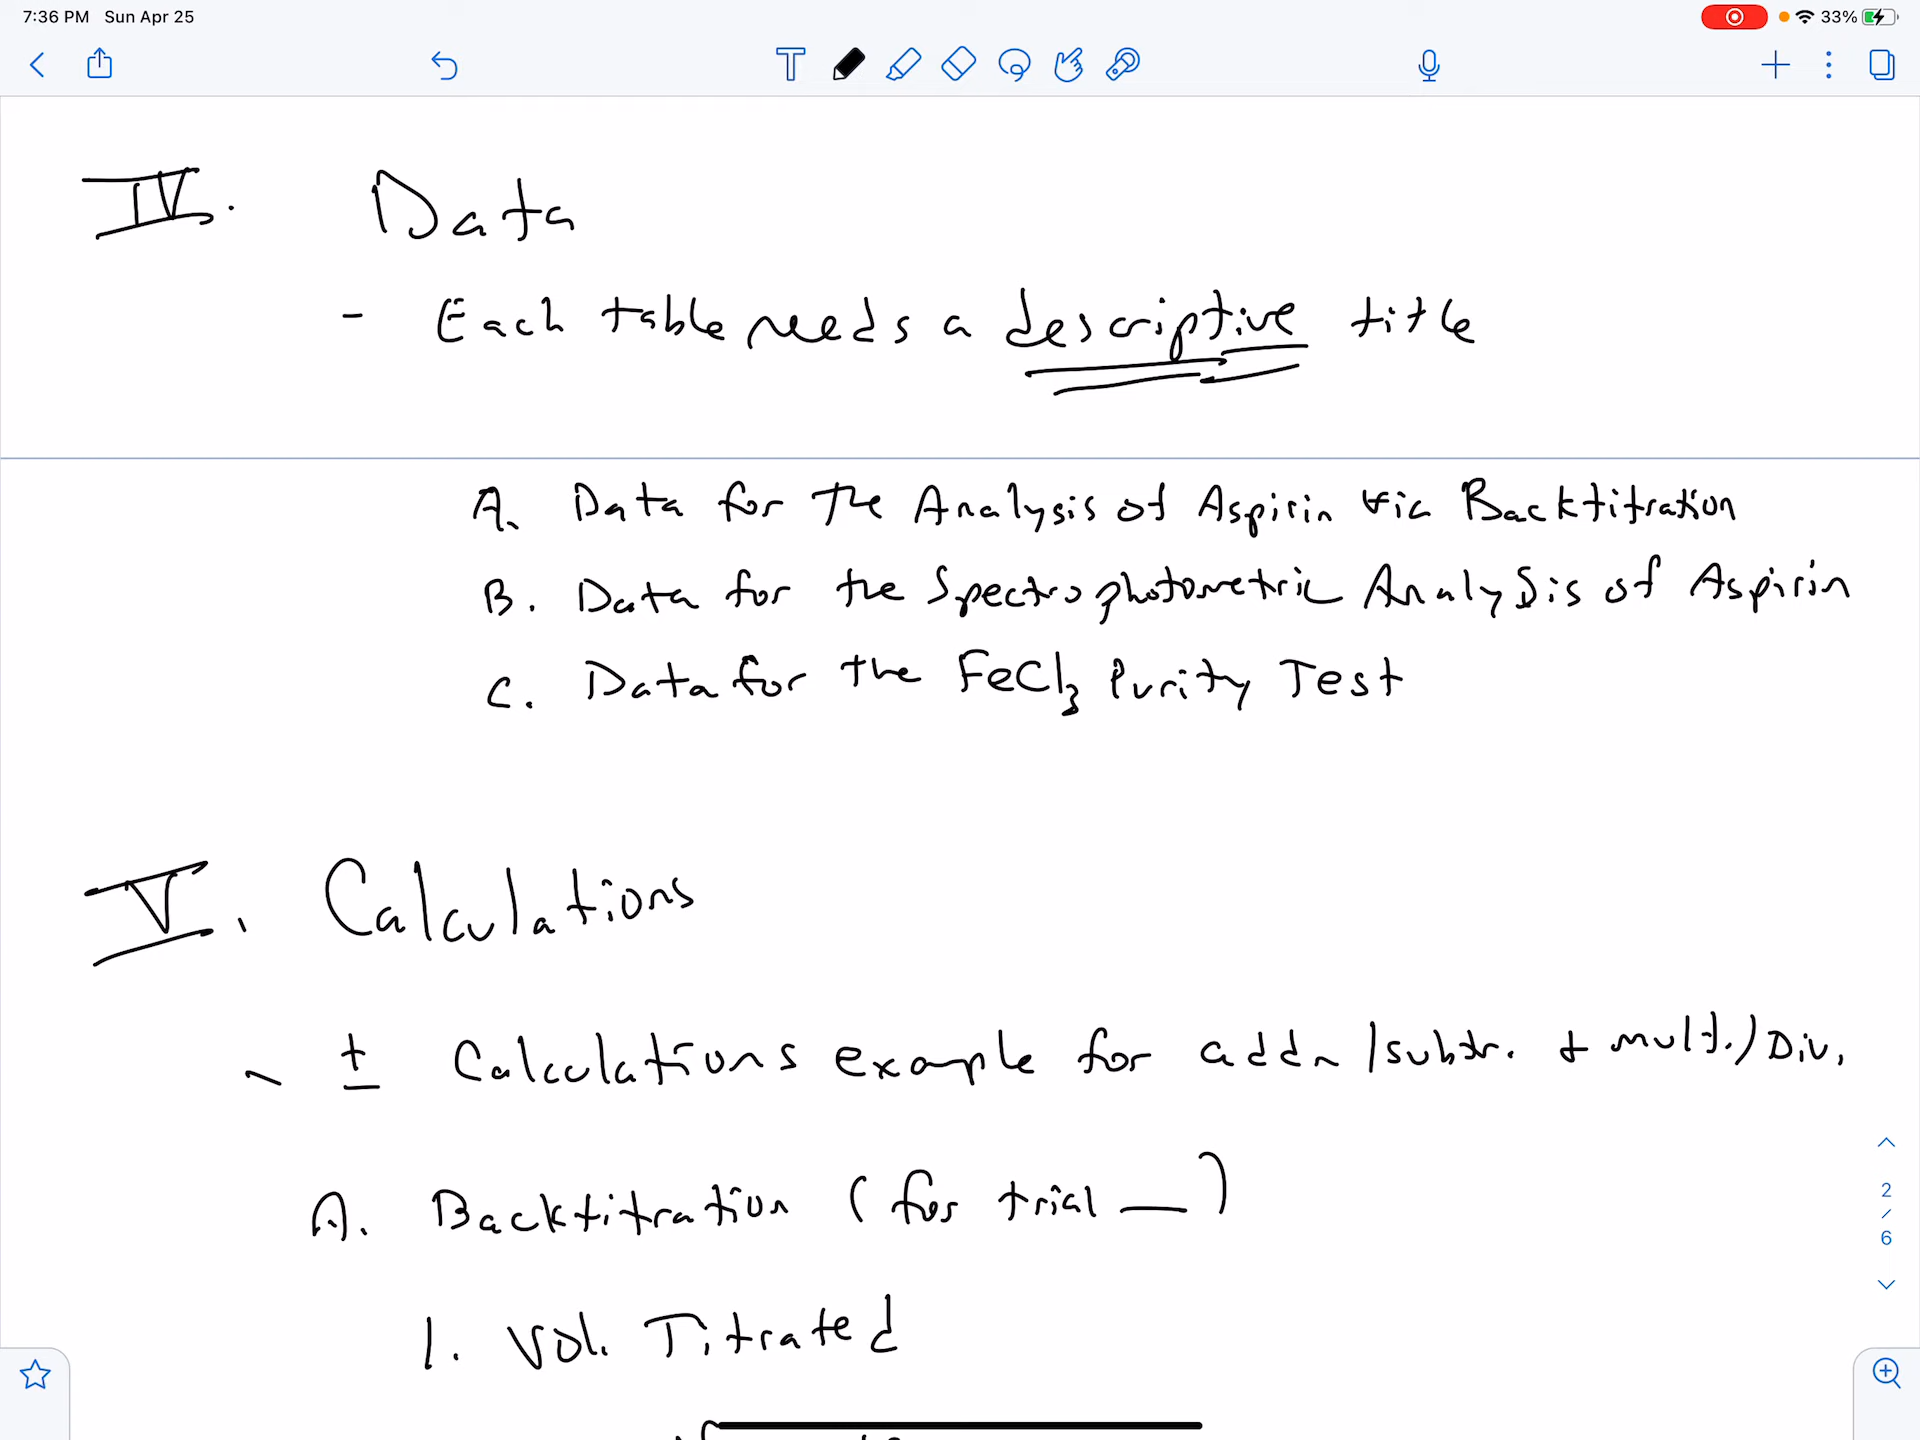 7:36 PM Sun Apr 25
33%
IV. Data
- Each table needs a descriptive title
A. Data for the Analysis of Aspirin via Backtitration
B. Data for the Spectrophotometric Analysis of Aspirin
C. Data for the FeCl3 Purity Test
V. Calculations
- ± Calculations example for addn/subtr. + mult./Div.
A. Backtitration (for trial __)
1. Vol. Titrated
2
/
6